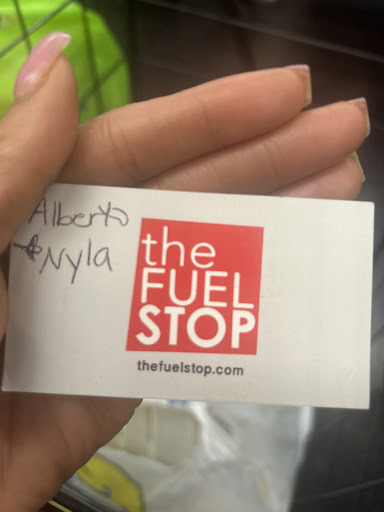 Alberto
& Nyla
the
FUEL
STOP
thefuelstop.com